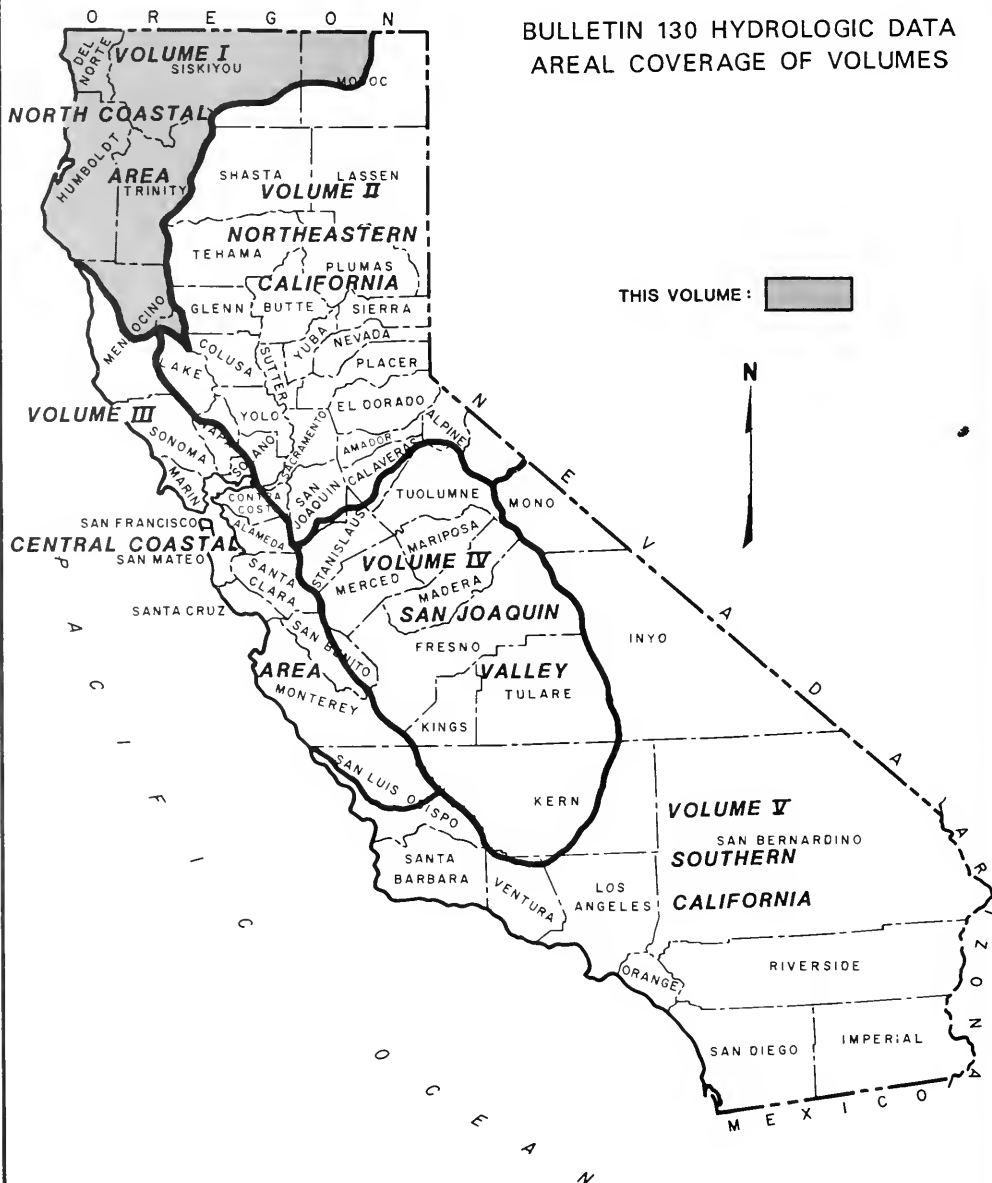 BULLETIN 130 HYDROLOGIC DATA
AREAL COVERAGE OF VOLUMES
OREGON
DEL NORTE
VOLUME I
SISKIYOU
MODOC
NORTH COASTAL
HUMBOLDT
AREA
TRINITY
SHASTA
LASSEN
VOLUME II
NORTHEASTERN
TEHAMA
PLUMAS
CALIFORNIA
GLENN
BUTTE
SIERRA
THIS VOLUME:
MENDOCINO
YUBA
NEVADA
COLUSA
SUTTER
PLACER
LAKE
N
VOLUME III
YOLO
EL DORADO
SONOMA
NAPA
SOLANO
SACRAMENTO
AMADOR
ALPINE
MARIN
CALAVERAS
CONTRA COSTA
SAN JOAQUIN
TUOLUMNE
MONO
SAN FRANCISCO
ALAMEDA
STANISLAUS
MARIPOSA
CENTRAL COASTAL
SAN MATEO
VOLUME IV
MERCED
SANTA CLARA
MADERA
SANTA CRUZ
SAN JOAQUIN
SAN BENITO
FRESNO
INYO
AREA
VALLEY
MONTEREY
TULARE
KINGS
NEVADA
SAN LUIS OBISPO
KERN
VOLUME V
SAN BERNARDINO
SOUTHERN
SANTA BARBARA
VENTURA
LOS ANGELES
CALIFORNIA
ARIZONA
ORANGE
RIVERSIDE
SAN DIEGO
IMPERIAL
MEXICO
PACIFIC
OCEAN